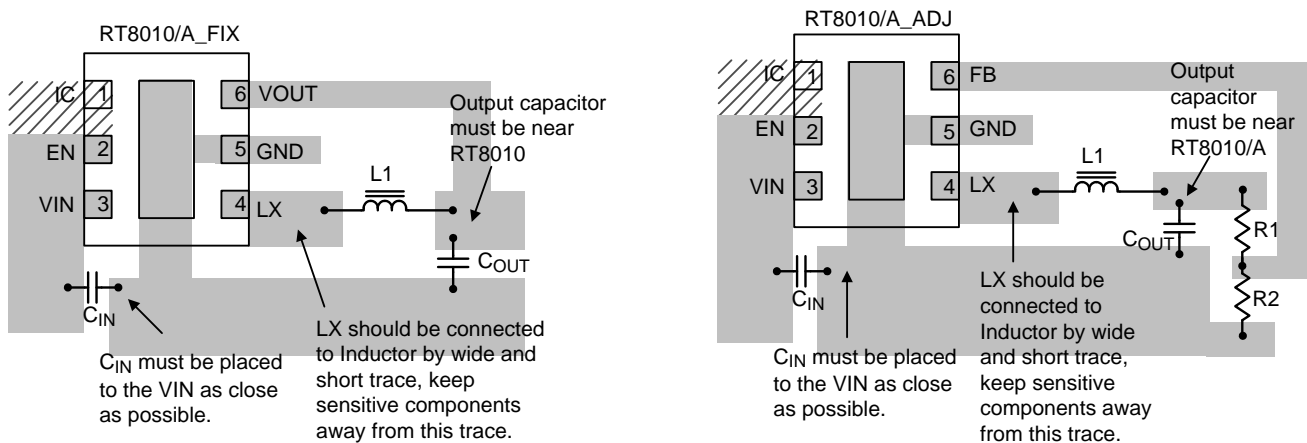 RT8010/A_FIX
IC 1
6 VOUT
EN 2
5 GND
VIN 3
4 LX
L1
Output capacitor
must be near
RT8010
COUT
CIN
CIN must be placed
to the VIN as close
as possible.
LX should be connected
to Inductor by wide and
short trace, keep
sensitive components
away from this trace.
RT8010/A_ADJ
IC 1
6 FB
EN 2
5 GND
VIN 3
4 LX
L1
Output
capacitor
must be near
RT8010/A
COUT
R1
R2
CIN
CIN must be placed
to the VIN as close
as possible.
LX should be
connected to
Inductor by wide
and short trace,
keep sensitive
components away
from this trace.